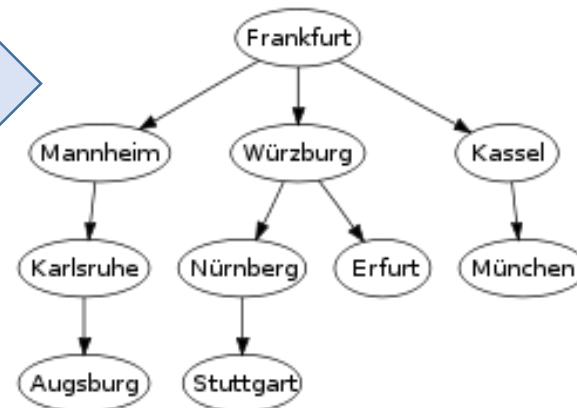 Frankfurt
Mannheim Würzburg Kassel
Karlsruhe Nürnberg Erfurt München
Augsburg Stuttgart